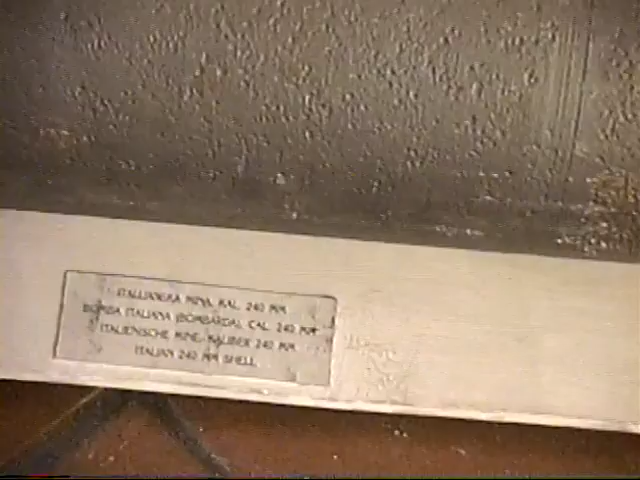 ITALIJANSKA MINA, KAL. 240 MM
BOMBA ITALIANA (BOMBARDA), CAL. 240 MM
ITALIENISCHE MINE, KALIBER 240 MM
ITALIAN 240 MM SHELL